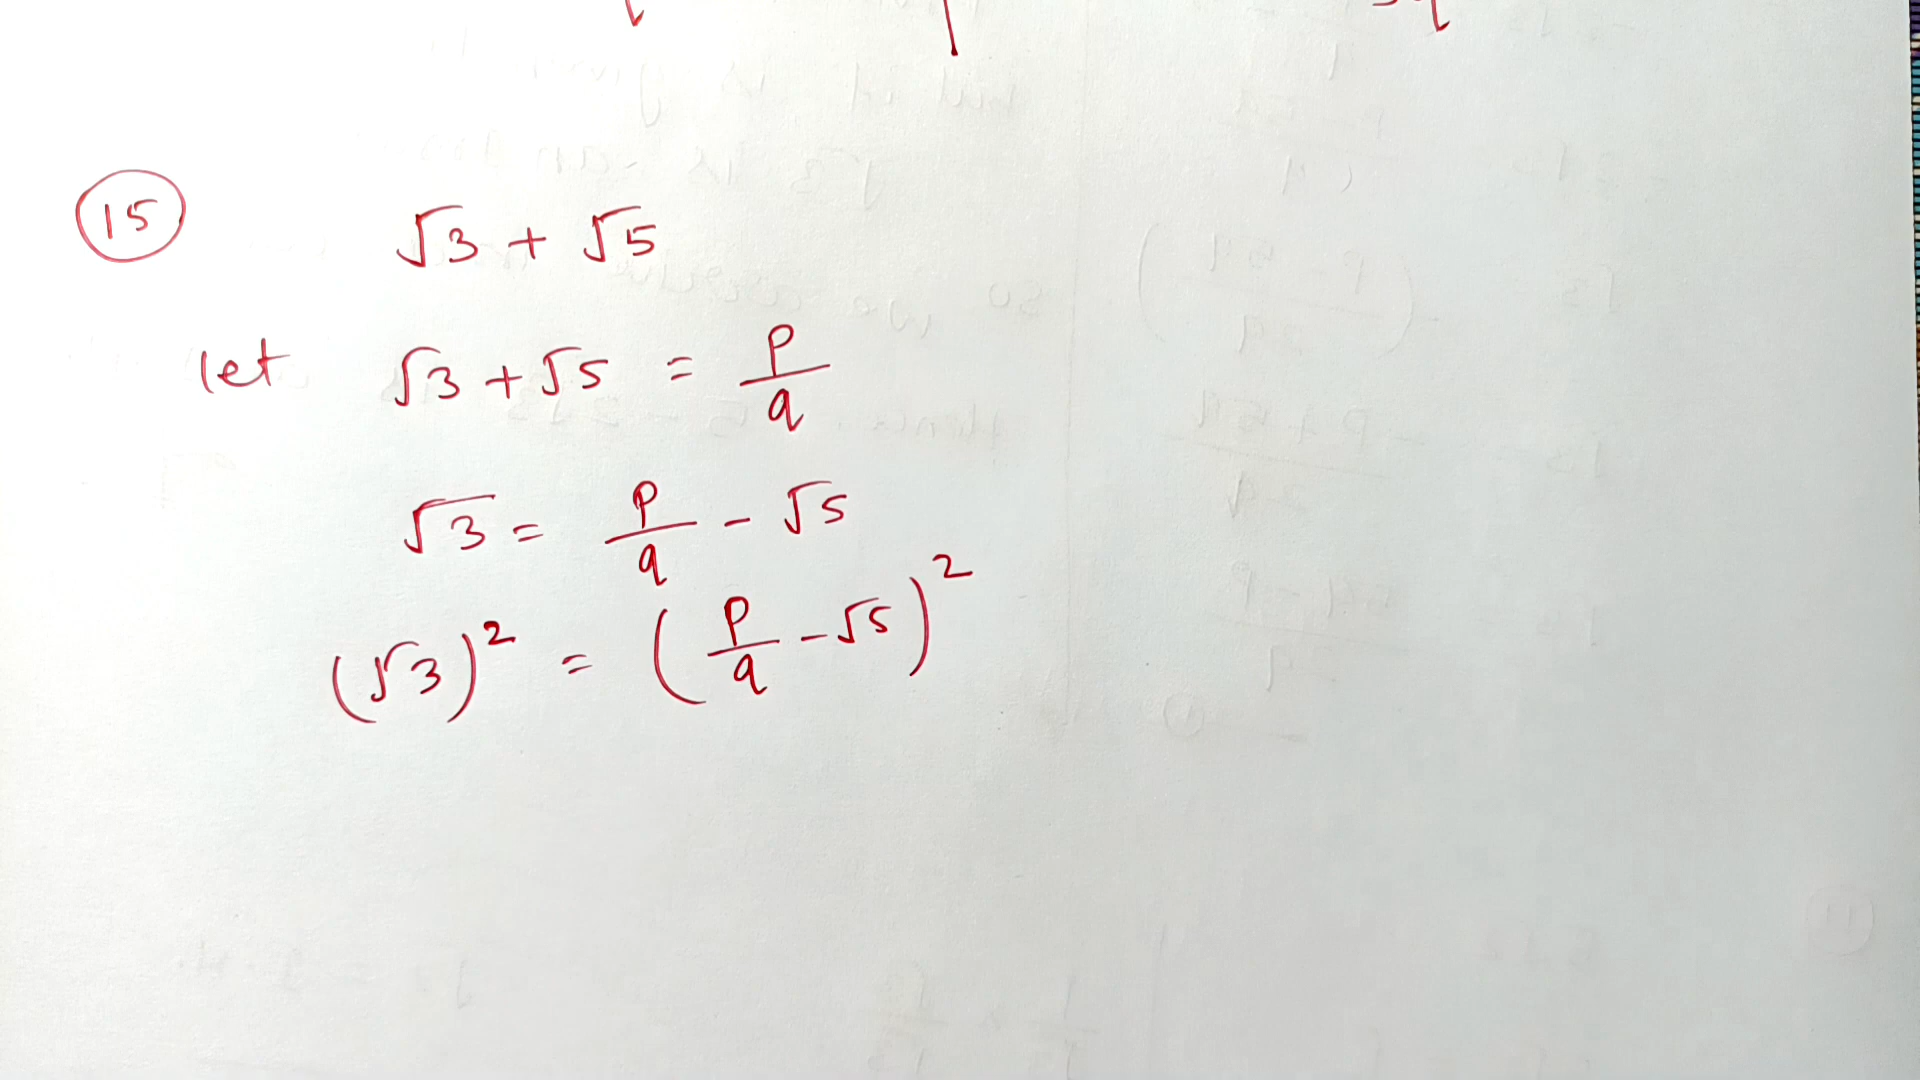 15
√3 + √5
let √3 + √5 = p/q
√3 = p/q - √5
(√3)² = (p/q - √5)²